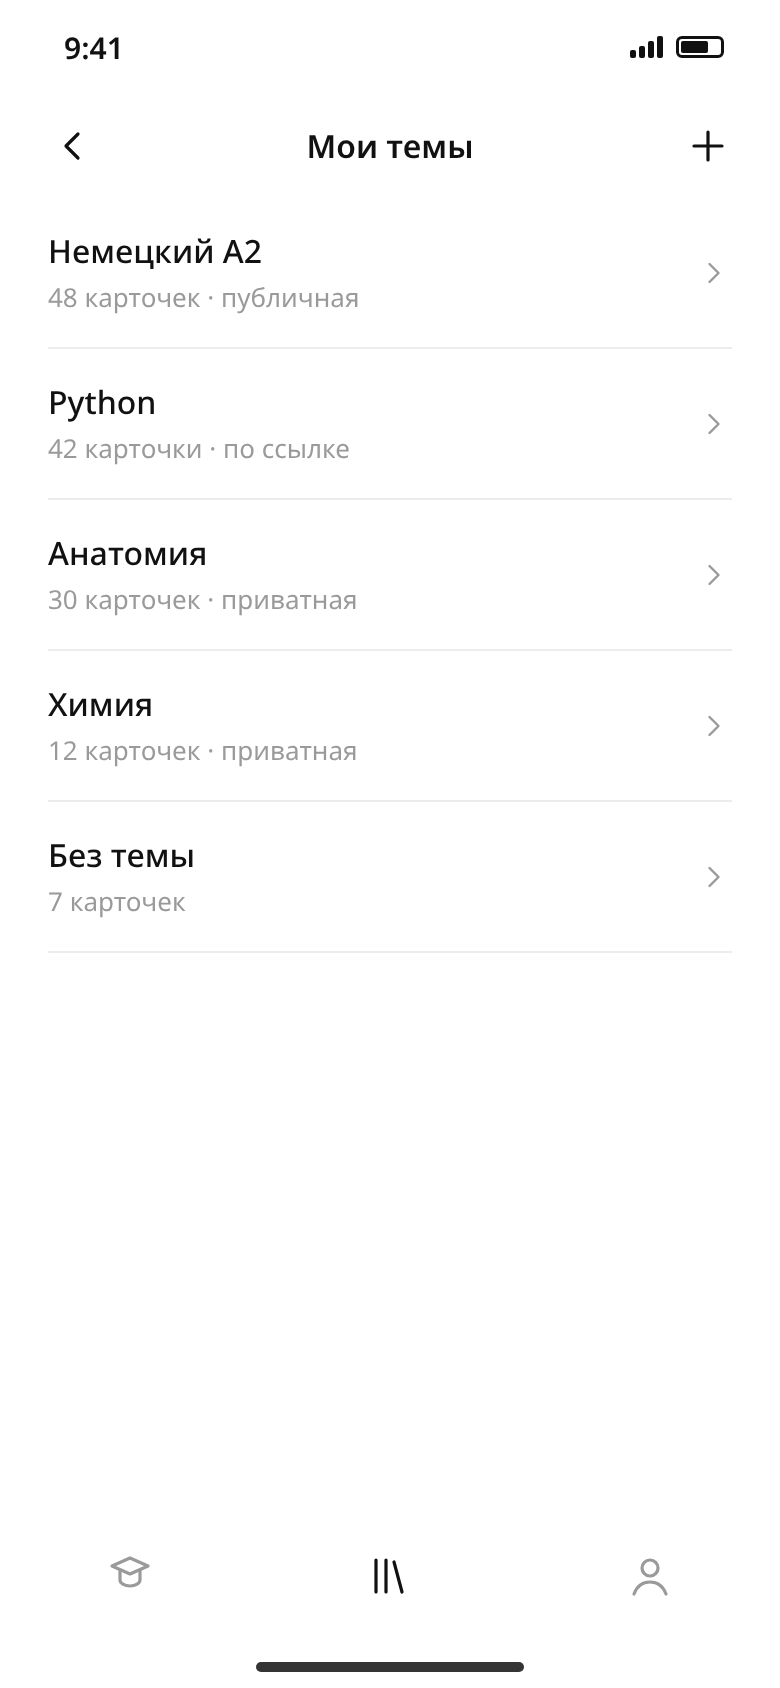 9:41
Мои темы
Немецкий A2
48 карточек · публичная
Python
42 карточки · по ссылке
Анатомия
30 карточек · приватная
Химия
12 карточек · приватная
Без темы
7 карточек